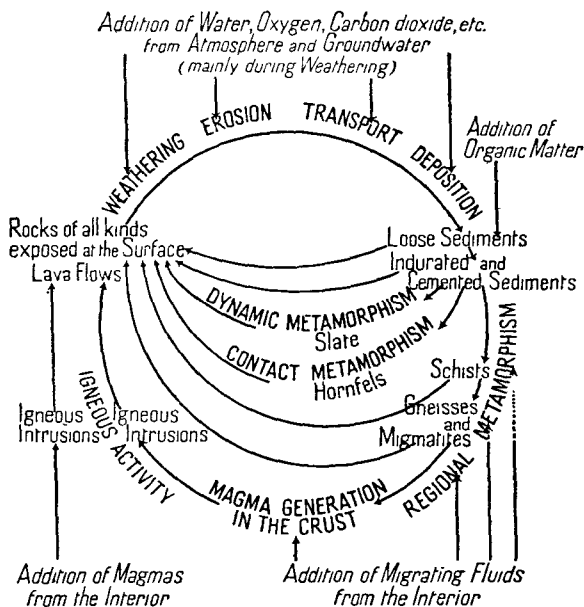 Addition of Water, Oxygen, Carbon dioxide, etc.
from Atmosphere and Groundwater
(mainly during Weathering)
WEATHERING EROSION TRANSPORT DEPOSITION
Addition of
Organic Matter
Rocks of all kinds
exposed at the Surface
Lava Flows
Loose Sediments
Indurated and
Cemented Sediments
DYNAMIC METAMORPHISM
Slate
CONTACT METAMORPHISM
Hornfels
Schists
Gneisses
and
Migmatites
REGIONAL METAMORPHISM
Igneous
Intrusions
Igneous
Intrusions
IGNEOUS ACTIVITY
MAGMA GENERATION
IN THE CRUST
Addition of Magmas
from the Interior
Addition of Migrating Fluids
from the Interior